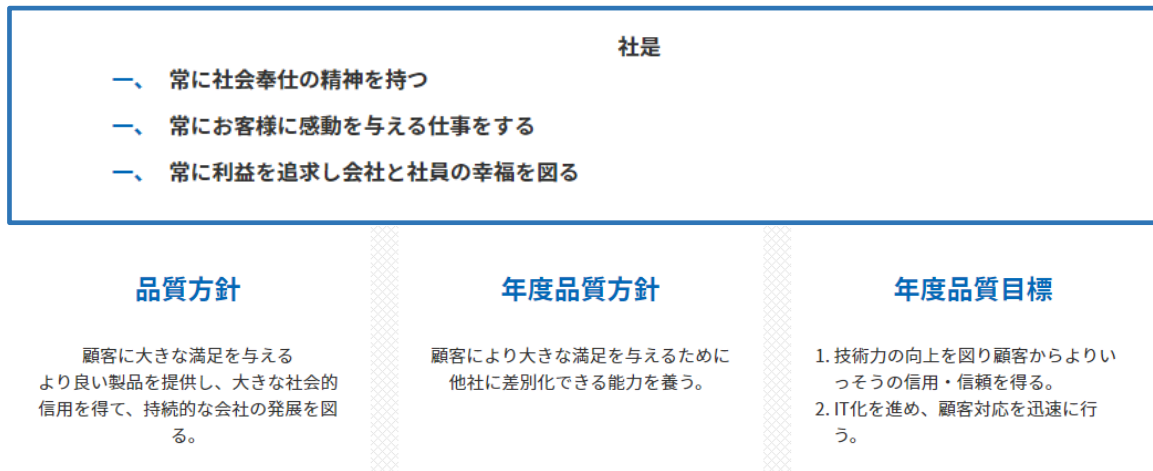 社是
一、 常に社会奉仕の精神を持つ
一、 常にお客様に感動を与える仕事をする
一、 常に利益を追求し会社と社員の幸福を図る
品質方針
顧客に大きな満足を与える
より良い製品を提供し、大きな社会的
信用を得て、持続的な会社の発展を図
る。
年度品質方針
顧客により大きな満足を与えるために
他社に差別化できる能力を養う。
年度品質目標
1. 技術力の向上を図り顧客からよりい
っそうの信用・信頼を得る。
2. IT化を進め、顧客対応を迅速に行
う。